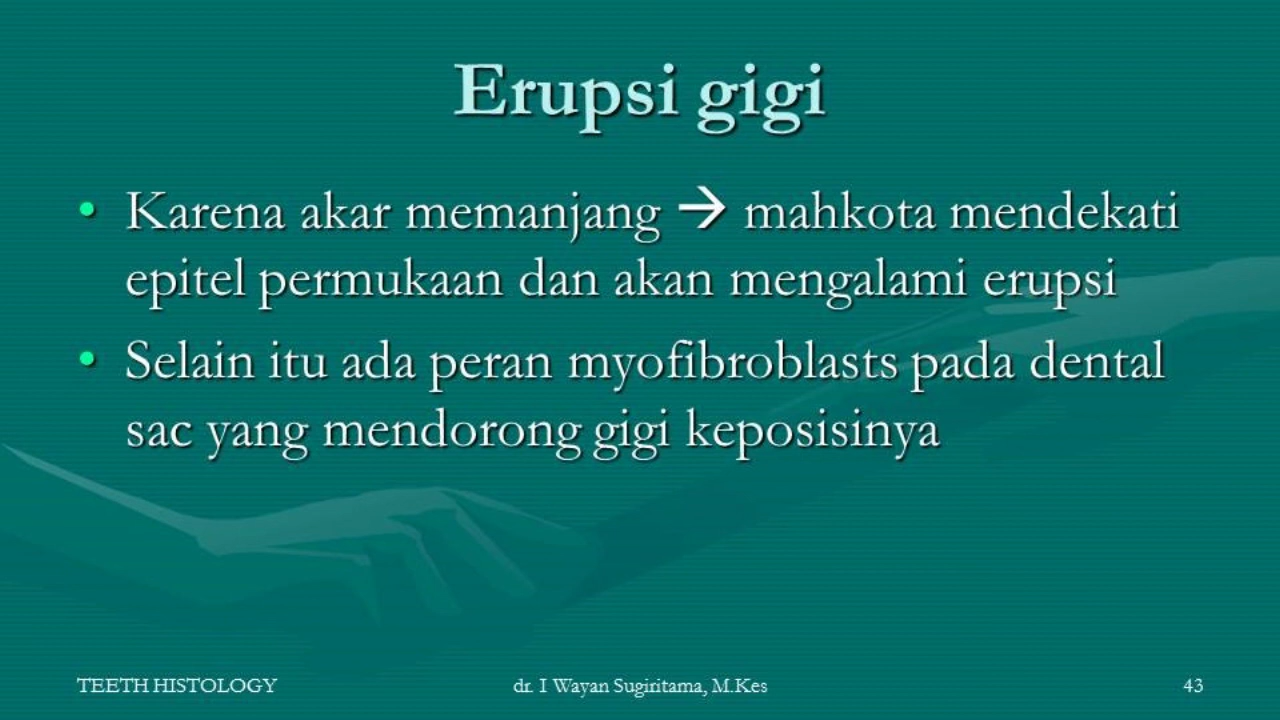 Erupsi gigi
• Karena akar memanjang → mahkota mendekati
epitel permukaan dan akan mengalami erupsi
• Selain itu ada peran myofibroblasts pada dental
sac yang mendorong gigi keposisinya
TEETH HISTOLOGY
dr. I Wayan Sugiritama, M.Kes
43